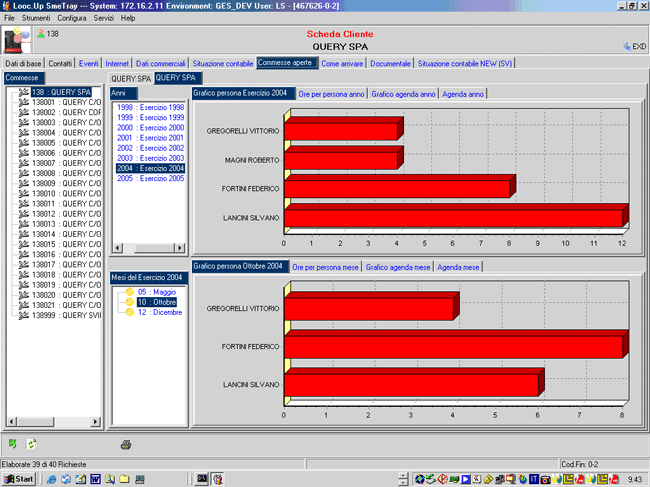 Looc.Up SmeTray --- System: 172.16.2.11 Environment: GES_DEV User: LS - [467626-0-2]
File Strumenti Configura Servizi ?
138
Scheda Cliente
QUERY SPA
EXD
Dati di base Contatti Eventi Internet Dati commerciali Situazione contabile Commesse aperte Come arrivare Documentale Situazione contabile NEW (SV)
Commesse
138 : QUERY SPA
138001 : QUERY C/O
138002 : QUERY COF
138003 : QUERY C/O
138004 : QUERY C/O
138005 : QUERY C/O
138006 : QUERY C/O
138007 : QUERY C/O
138008 : QUERY C/O
138009 : QUERY C/O
138010 : QUERY C/O
138011 : QUERY C/O
138012 : QUERY C/O
138013 : QUERY C/O
138014 : QUERY C/O
138015 : QUERY C/O
138016 : QUERY C/O
138017 : QUERY C/O
138018 : QUERY C/O
138019 : QUERY C/O
138020 : QUERY C/O
138021 : QUERY C/O
138999 : QUERY SVI
QUERY SPA QUERY SPA
Anni
1998 : Esercizio 1998
1999 : Esercizio 1999
2000 : Esercizio 2000
2001 : Esercizio 2001
2002 : Esercizio 2002
2003 : Esercizio 2003
2004 : Esercizio 2004
2005 : Esercizio 2005
Grafico persona Esercizio 2004 Ore per persona anno Grafico agenda anno Agenda anno
GREGORELLI VITTORIO
MAGNI ROBERTO
FORTINI FEDERICO
LANCINI SILVANO
0 1 2 3 4 5 6 7 8 9 10 11 12
Mesi del Esercizio 2004
05 : Maggio
10 : Ottobre
12 : Dicembre
Grafico persona Ottobre 2004 Ore per persona mese Grafico agenda mese Agenda mese
GREGORELLI VITTORIO
FORTINI FEDERICO
LANCINI SILVANO
0 1 2 3 4 5 6 7 8
Elaborate 39 di 40 Richieste
Cod.Fin: 0-2
Start
IT
9.43